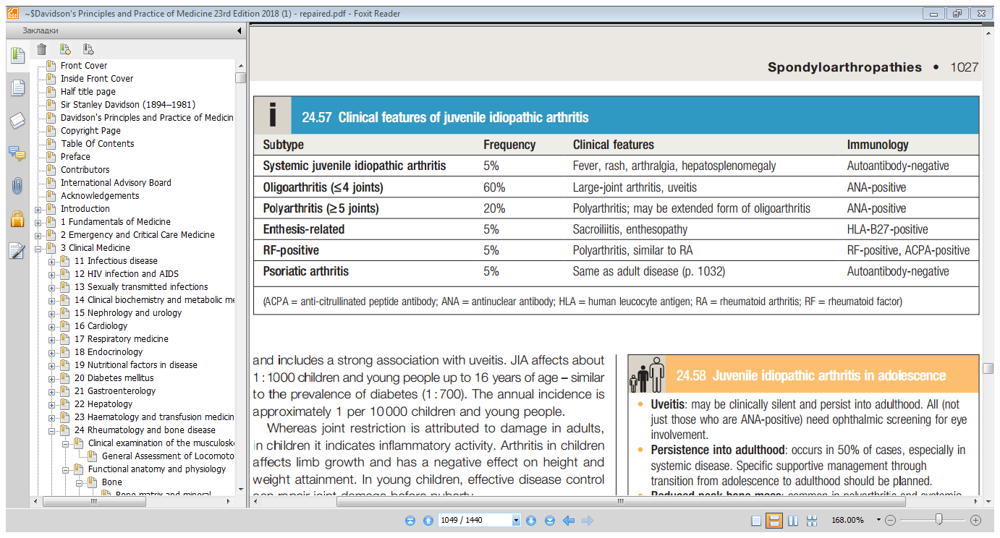 ~$Davidson's Principles and Practice of Medicine 23rd Edition 2018 (1) - repaired.pdf - Foxit Reader
Закладки
Front Cover
Inside Front Cover
Half title page
Sir Stanley Davidson (1894–1981)
Davidson's Principles and Practice of Medicin
Copyright Page
Table Of Contents
Preface
Contributors
International Advisory Board
Acknowledgements
Introduction
1 Fundamentals of Medicine
2 Emergency and Critical Care Medicine
3 Clinical Medicine
11 Infectious disease
12 HIV infection and AIDS
13 Sexually transmitted infections
14 Clinical biochemistry and metabolic me
15 Nephrology and urology
16 Cardiology
17 Respiratory medicine
18 Endocrinology
19 Nutritional factors in disease
20 Diabetes mellitus
21 Gastroenterology
22 Hepatology
23 Haematology and transfusion medicin
24 Rheumatology and bone disease
Clinical examination of the musculosk
General Assessment of Locomoto
Functional anatomy and physiology
Bone
Bone matrix and mineral
Spondyloarthropathies • 1027
i 24.57 Clinical features of juvenile idiopathic arthritis
Subtype Frequency Clinical features Immunology
Systemic juvenile idiopathic arthritis 5% Fever, rash, arthralgia, hepatosplenomegaly Autoantibody-negative
Oligoarthritis (≤4 joints) 60% Large-joint arthritis, uveitis ANA-positive
Polyarthritis (≥5 joints) 20% Polyarthritis; may be extended form of oligoarthritis ANA-positive
Enthesis-related 5% Sacroiliitis, enthesopathy HLA-B27-positive
RF-positive 5% Polyarthritis, similar to RA RF-positive, ACPA-positive
Psoriatic arthritis 5% Same as adult disease (p. 1032) Autoantibody-negative
(ACPA = anti-citrullinated peptide antibody; ANA = antinuclear antibody; HLA = human leucocyte antigen; RA = rheumatoid arthritis; RF = rheumatoid factor)
and includes a strong association with uveitis. JIA affects about
1 : 1000 children and young people up to 16 years of age – similar
to the prevalence of diabetes (1 : 700). The annual incidence is
approximately 1 per 10 000 children and young people.
Whereas joint restriction is attributed to damage in adults,
in children it indicates inflammatory activity. Arthritis in children
affects limb growth and has a negative effect on height and
weight attainment. In young children, effective disease control
can repair joint damage before puberty.
24.58 Juvenile idiopathic arthritis in adolescence
• Uveitis: may be clinically silent and persist into adulthood. All (not
just those who are ANA-positive) need ophthalmic screening for eye
involvement.
• Persistence into adulthood: occurs in 50% of cases, especially in
systemic disease. Specific supportive management through
transition from adolescence to adulthood should be planned.
• Reduced peak bone mass: common in polyarthritis and systemic
1049 / 1440
168.00%